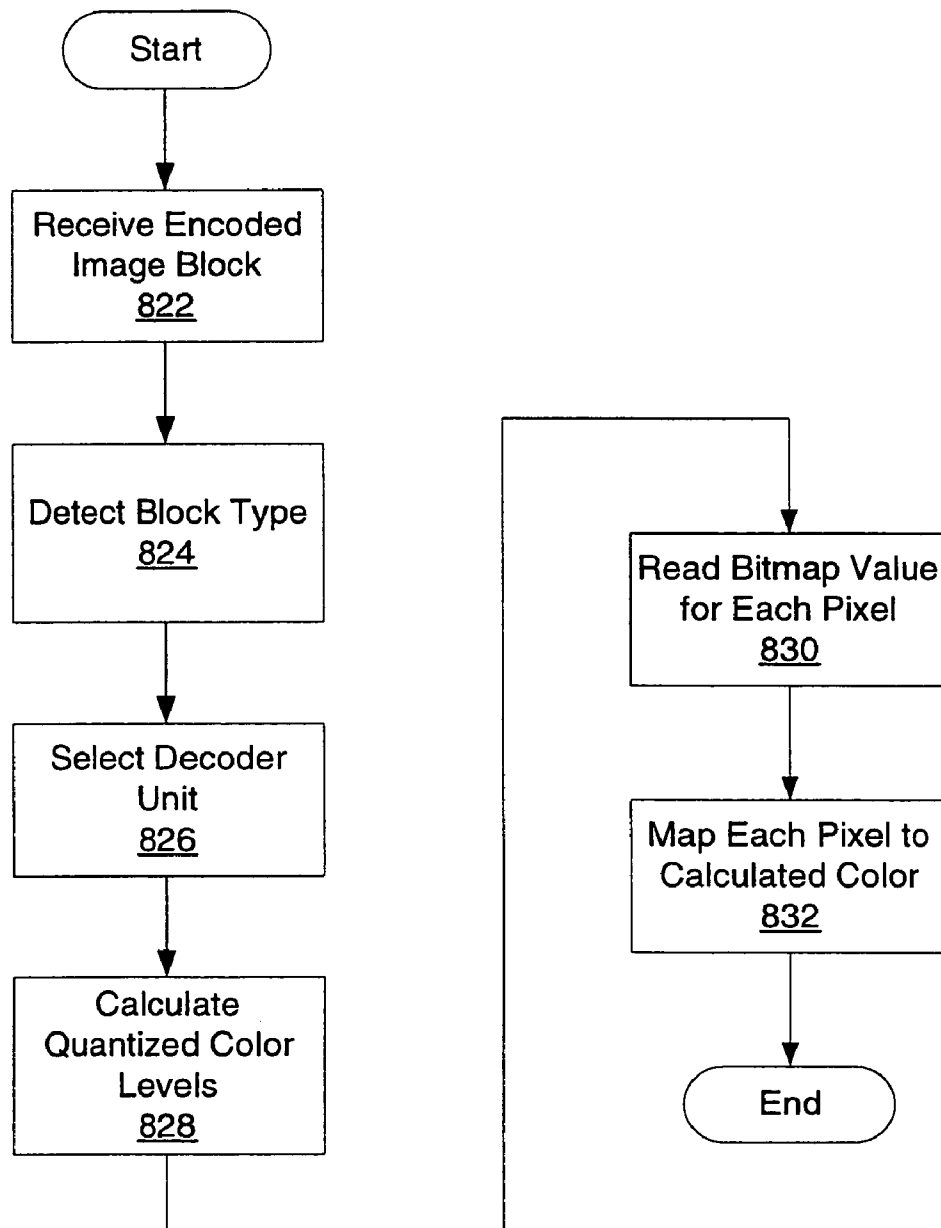 Start
Receive Encoded
Image Block
822
Detect Block Type
824
Select Decoder
Unit
826
Calculate
Quantized Color
Levels
828
Read Bitmap Value
for Each Pixel
830
Map Each Pixel to
Calculated Color
832
End